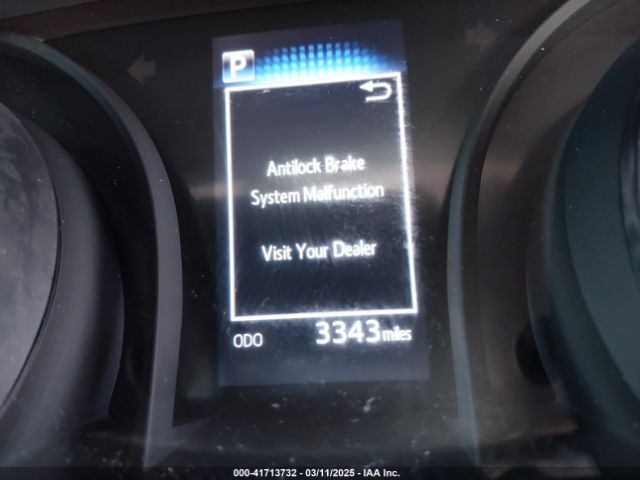 P
Antilock Brake
System Malfunction
Visit Your Dealer
ODO 3343 miles
000-41713732 - 03/11/2025 - IAA Inc.